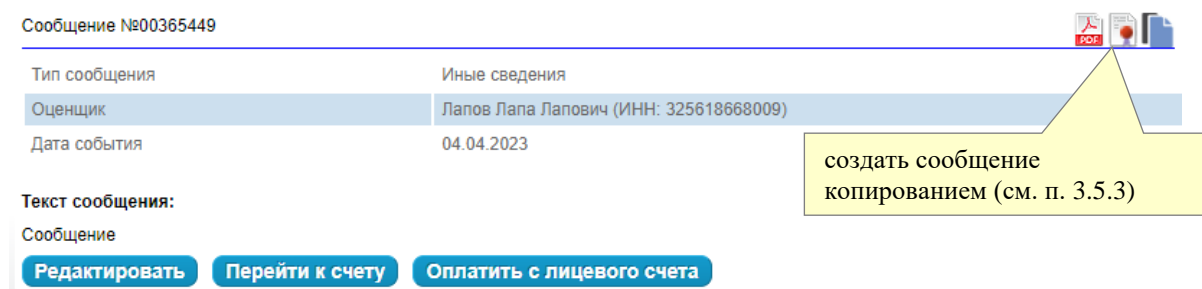 Сообщение №00365449
PDF
Тип сообщения Иные сведения
Оценщик Лапов Лапа Лапович (ИНН: 325618668009)
Дата события 04.04.2023
создать сообщение
копированием (см. п. 3.5.3)
Текст сообщения:
Сообщение
Редактировать Перейти к счету Оплатить с лицевого счета